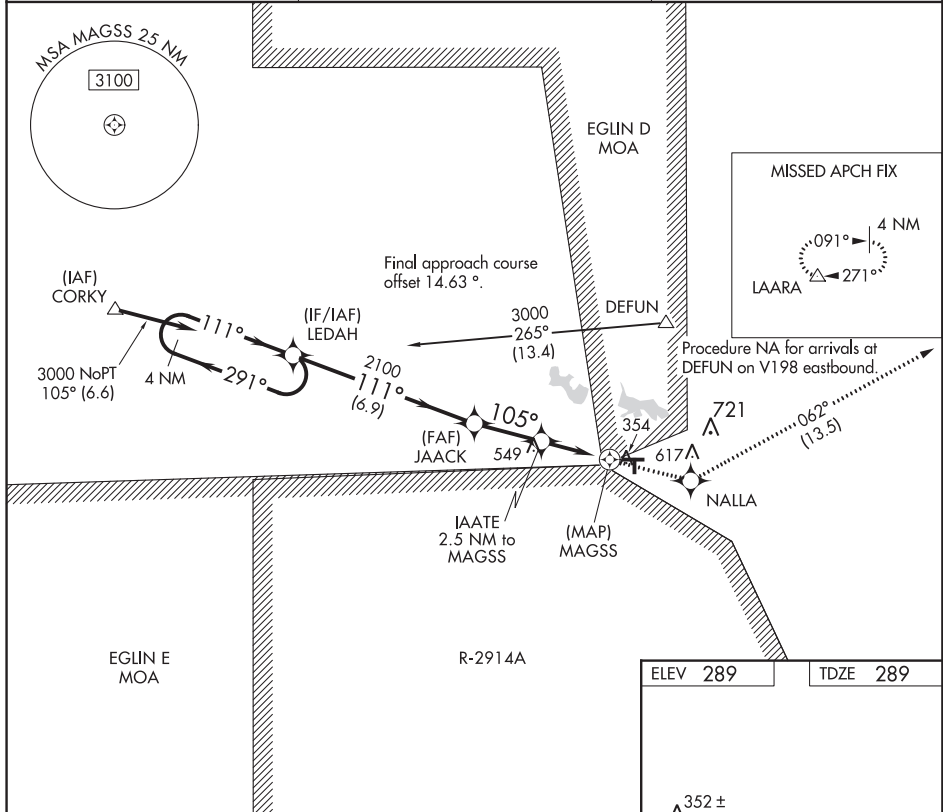 MSA MAGSS 25 NM
3100
EGLIN D
MOA
MISSED APCH FIX
091°
4 NM
271°
LAARA
(IAF)
CORKY
Final approach course
offset 14.63 °.
(IF/IAF)
LEDAH
111°
3000
265°
(13.4)
DEFUN
3000 NoPT
105° (6.6)
4 NM
291°
2100
111°
(6.9)
Procedure NA for arrivals at
DEFUN on V198 eastbound.
105°
(FAF)
JAACK
549
354
721
617
062°
(13.5)
NALLA
IAATE
2.5 NM to
MAGSS
(MAP)
MAGSS
EGLIN E
MOA
R-2914A
ELEV 289
TDZE 289
352 ±